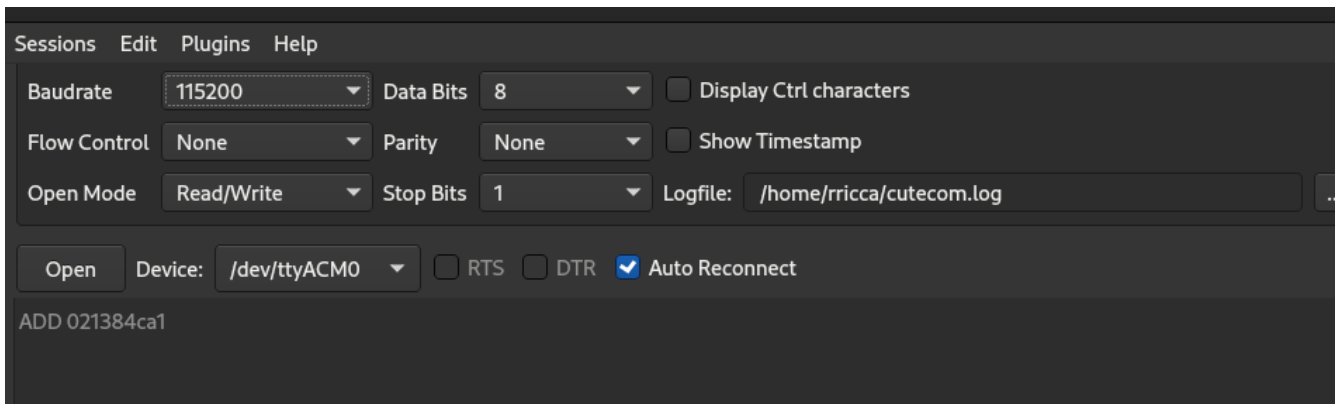 Sessions Edit Plugins Help
Baudrate 115200 Data Bits 8 Display Ctrl characters
Flow Control None Parity None Show Timestamp
Open Mode Read/Write Stop Bits 1 Logfile: /home/rricca/cutecom.log ..
Open Device: /dev/ttyACM0 RTS DTR Auto Reconnect
ADD 021384ca1